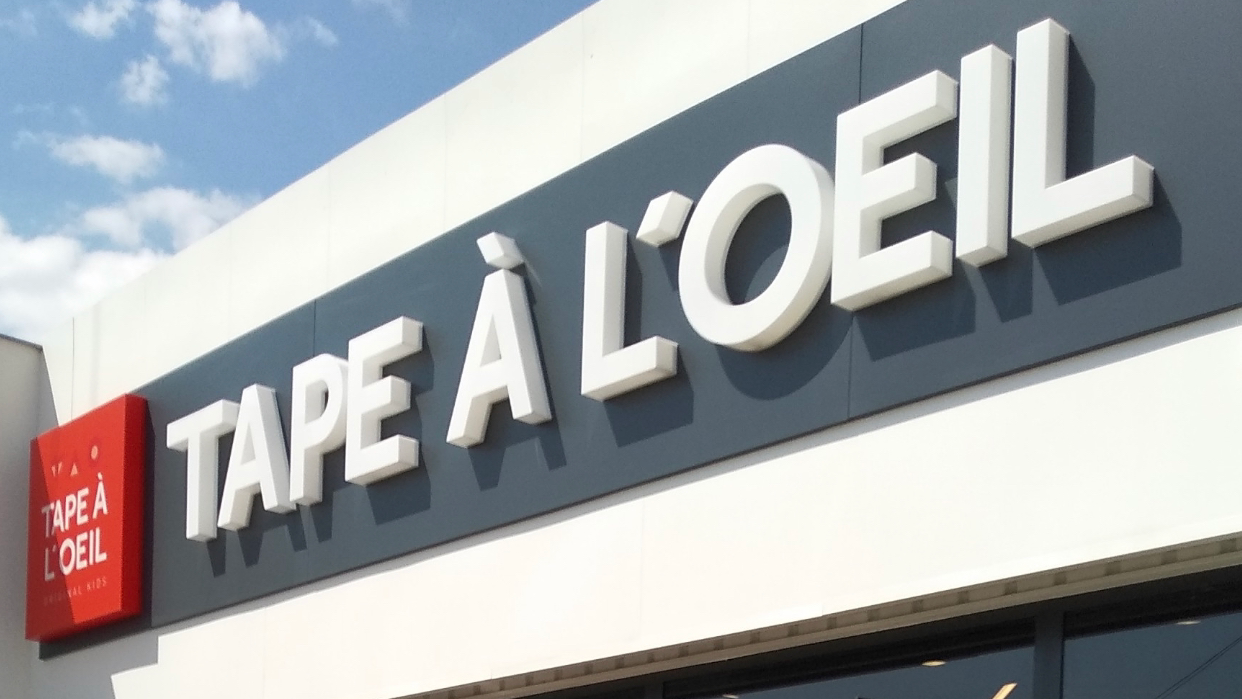 TAPE À L'OEIL
TAPE À
L'OEIL
ORIGINAL KIDS